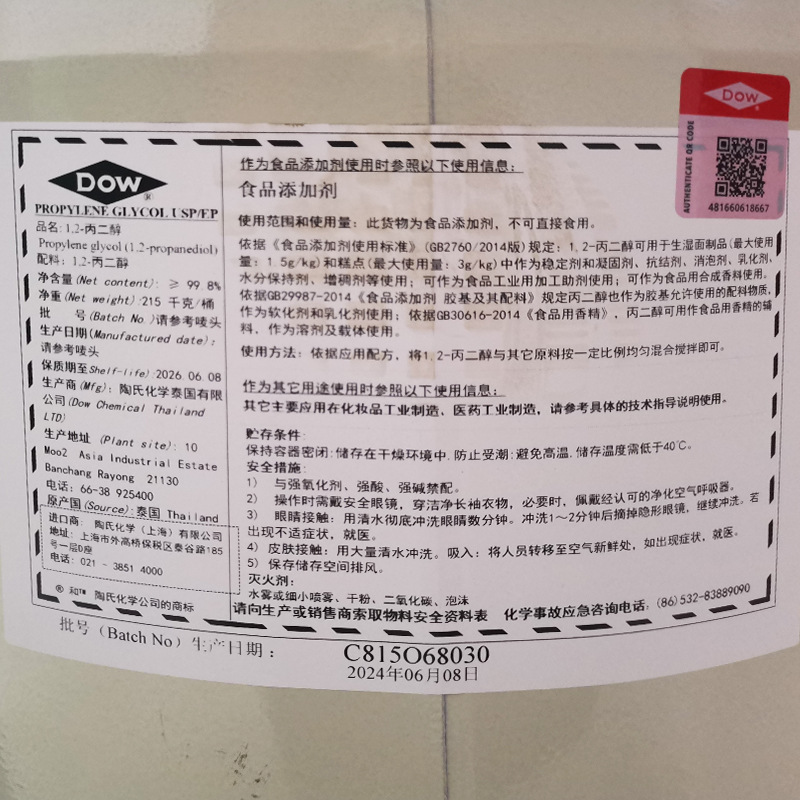 DOW
AUTHENTICATE QR CODE
481660618667
DOW
®
PROPYLENE GLYCOL USP/EP
品名: 1,2-丙二醇
Propylene glycol (1,2-propanediol)
配料: 1,2-丙二醇
净含量(Net content): ≥ 99.8%
净重(Net weight):215 千克/桶
批 号(Batch No.)请参考唛头
生产日期(Manufactured date):
请参考唛头
保质期至Shelf-life) 2026.06.08
生产商(Mfg): 陶氏化学泰国有限
公司(Dow Chemical Thailand
LTD)
生产地址 (Plant site): 10
Moo2 Asia Industrial Estate
Banchang Rayong 21130
电话: 66-38 925400
原产国(Source):泰国 Thailand
进口商: 陶氏化学（上海）有限公司
地址: 上海市外高桥保税区泰谷路185
号一层D座
电话: 021 - 3851 4000
® 和™ 陶氏化学公司的商标
作为食品添加剂使用时参照以下使用信息:
食品添加剂
使用范围和使用量: 此货物为食品添加剂，不可直接食用。
依据《食品添加剂使用标准》(GB2760/2014版)规定: 1,2-丙二醇可用于生湿面制品(最大使用
量: 1.5g/kg)和糕点(最大使用量: 3g/kg)中作为稳定剂和凝固剂、抗结剂、消泡剂、乳化剂、
水分保持剂、增稠剂等使用; 可作为食品工业用加工助剂使用; 可作为食品用合成香料使用。
依据GB29987-2014《食品添加剂 胶基及其配料》规定丙二醇也作为胶基允许使用的配料物质,
作为软化剂和乳化剂使用; 依据GB30616-2014《食品用香精》，丙二醇可用作食品用香精的辅
料，作为溶剂及载体使用。
使用方法: 依据应用配方，将1,2-丙二醇与其它原料按一定比例均匀混合搅拌即可。
作为其它用途使用时参照以下使用信息:
其它主要应用在化妆品工业制造、医药工业制造，请参考具体的技术指导说明使用。
贮存条件:
保持容器密闭:储存在干燥环境中,防止受潮:避免高温,储存温度需低于40℃。
安全措施:
1) 与强氧化剂、强酸、强碱禁配。
2) 操作时需戴安全眼镜，穿洁净长袖衣物，必要时，佩戴经认可的净化空气呼吸器。
3) 眼睛接触: 用清水彻底冲洗眼睛数分钟。冲洗1~2分钟后摘掉隐形眼镜，继续冲洗。若
出现不适症状，就医。
4) 皮肤接触: 用大量清水冲洗。吸入: 将人员转移至空气新鲜处，如出现症状，就医。
5) 保存储存空间排风。
灭火剂:
水雾或细小喷雾、干粉、二氧化碳、泡沫
请向生产或销售商索取物料安全资料表 化学事故应急咨询电话: (86)532-83889090
批号 (Batch No) 生产日期: C815O68030
2024年06月08日